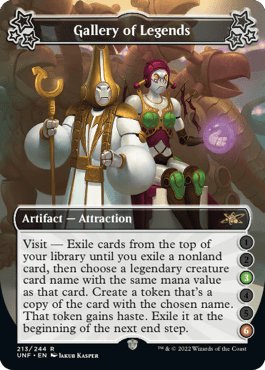 Gallery of Legends
Artifact — Attraction
Visit — Exile cards from the top of
your library until you exile a nonland
card, then choose a legendary creature
card name with the same mana value
as that card. Create a token that's a
copy of the card with the chosen name.
That token gains haste. Exile it at the
beginning of the next end step.
1
2
3
4
5
6
213/244 R
UNF • EN Jakub Kasper
™ & © 2022 Wizards of the Coast